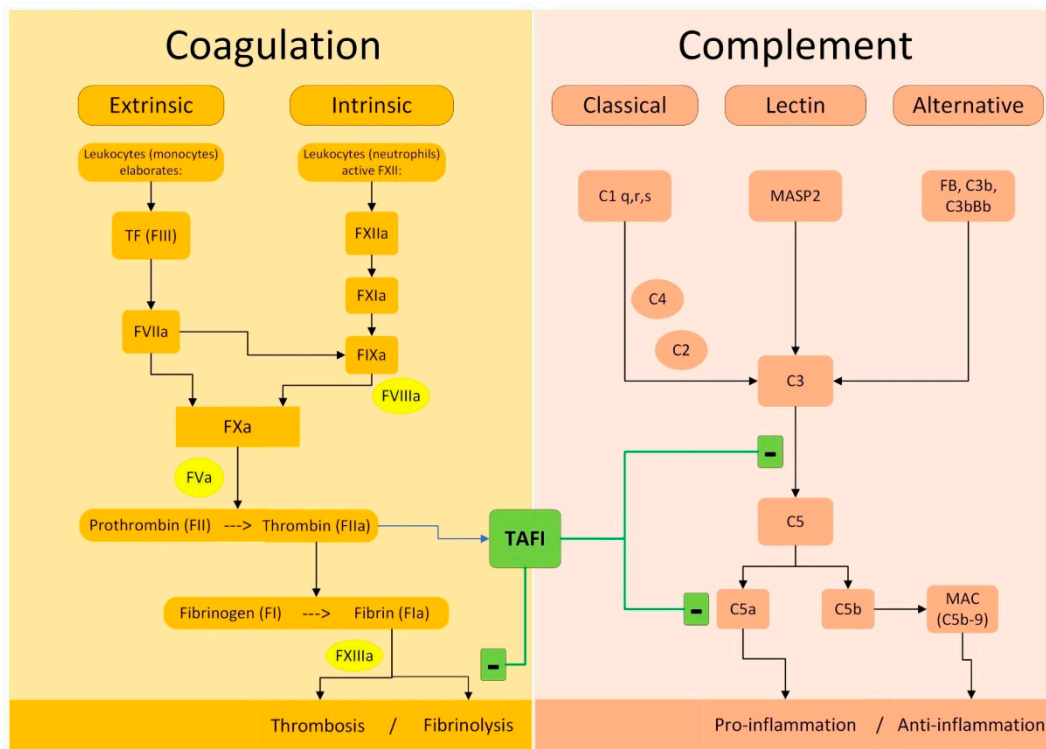 Coagulation
Extrinsic
Intrinsic
Leukocytes (monocytes)
elaborates:
Leukocytes (neutrophils)
active FXII:
TF (FIII)
FXIIa
FXIa
FVIIa
FIXa
FVIIIa
FXa
FVa
Prothrombin (FII) ---> Thrombin (FIIa)
Fibrinogen (FI) ---> Fibrin (FIa)
FXIIIa
Thrombosis / Fibrinolysis
TAFI
-
-
-
Complement
Classical
Lectin
Alternative
C1 q,r,s
MASP2
FB, C3b,
C3bBb
C4
C2
C3
C5
C5a
C5b
MAC
(C5b-9)
Pro-inflammation / Anti-inflammation